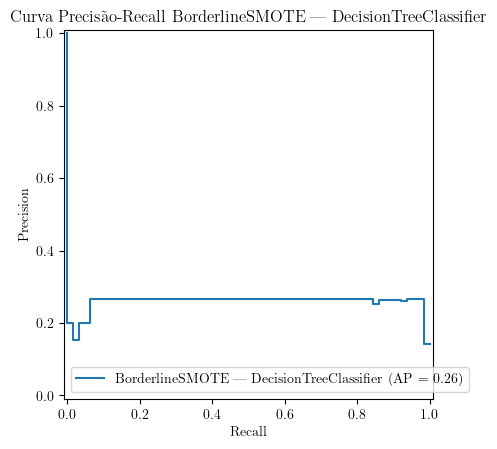 Curva Precisão-Recall BorderlineSMOTE — DecisionTreeClassifier
1.0
0.8
0.6
0.4
0.2
0.0
Precision
BorderlineSMOTE — DecisionTreeClassifier (AP = 0.26)
0.0 0.2 0.4 0.6 0.8 1.0
Recall